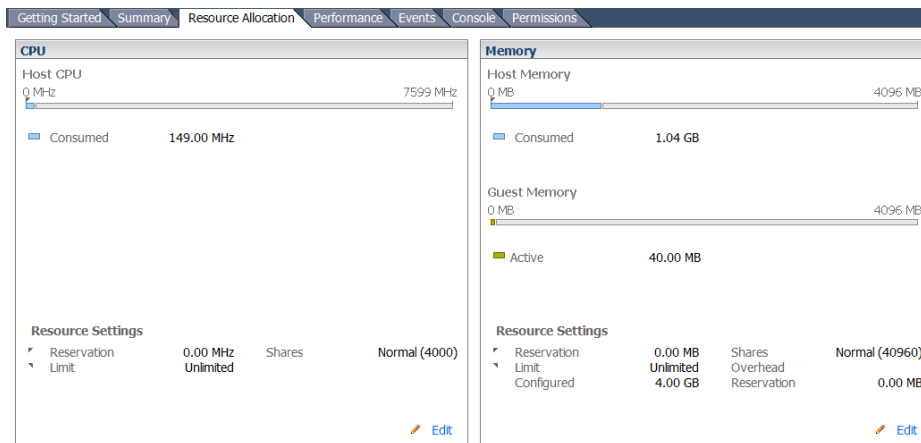 Getting Started Summary Resource Allocation Performance Events Console Permissions
CPU
Host CPU
0 MHz 7599 MHz
Consumed 149.00 MHz
Resource Settings
Reservation 0.00 MHz Shares Normal (4000)
Limit Unlimited
Edit
Memory
Host Memory
0 MB 4096 MB
Consumed 1.04 GB
Guest Memory
0 MB 4096 MB
Active 40.00 MB
Resource Settings
Reservation 0.00 MB Shares Normal (40960)
Limit Unlimited Overhead
Configured 4.00 GB Reservation 0.00 MB
Edit